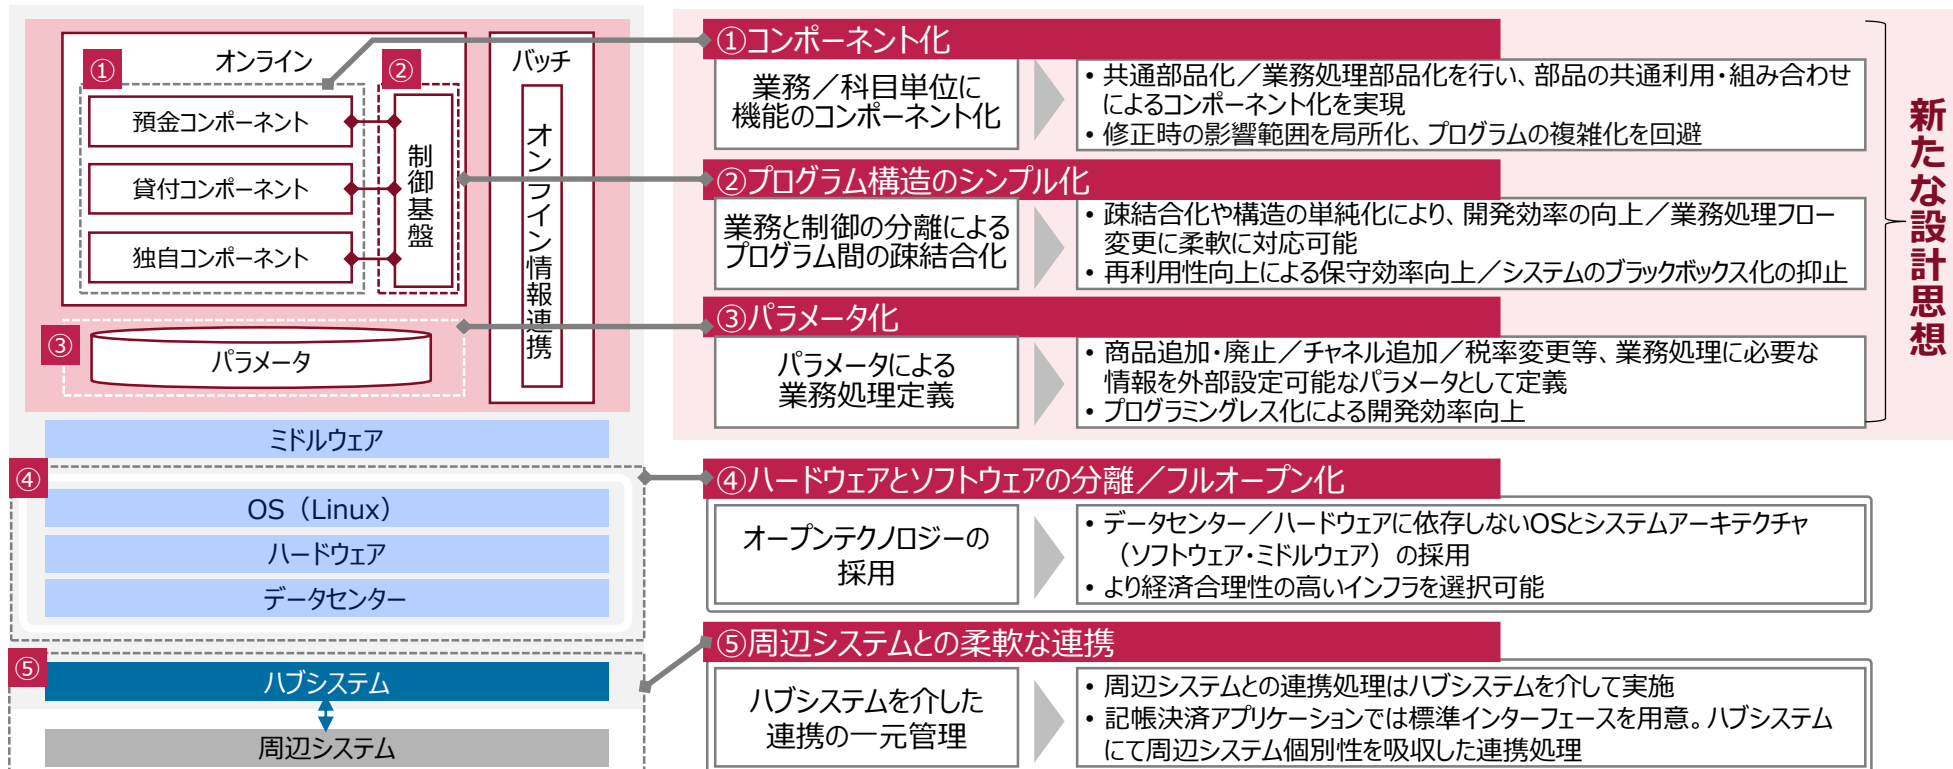 オンライン
①
②
預金コンポーネント
貸付コンポーネント
独自コンポーネント
制御基盤
バッチ
オンライン情報連携
③
パラメータ
ミドルウェア
④
OS（Linux）
ハードウェア
データセンター
⑤
ハブシステム
周辺システム
①コンポーネント化
業務／科目単位に
機能のコンポーネント化
• 共通部品化／業務処理部品化を行い、部品の共通利用・組み合わせ
によるコンポーネント化を実現
• 修正時の影響範囲を局所化、プログラムの複雑化を回避
②プログラム構造のシンプル化
業務と制御の分離による
プログラム間の疎結合化
• 疎結合化や構造の単純化により、開発効率の向上／業務処理フロー
変更に柔軟に対応可能
• 再利用性向上による保守効率向上／システムのブラックボックス化の抑止
③パラメータ化
パラメータによる
業務処理定義
• 商品追加・廃止／チャネル追加／税率変更等、業務処理に必要な
情報を外部設定可能なパラメータとして定義
• プログラミングレス化による開発効率向上
新たな設計思想
④ハードウェアとソフトウェアの分離／フルオープン化
オープンテクノロジーの
採用
• データセンター／ハードウェアに依存しないOSとシステムアーキテクチャ
（ソフトウェア・ミドルウェア）の採用
• より経済合理性の高いインフラを選択可能
⑤周辺システムとの柔軟な連携
ハブシステムを介した
連携の一元管理
• 周辺システムとの連携処理はハブシステムを介して実施
• 記帳決済アプリケーションでは標準インターフェースを用意。ハブシステム
にて周辺システム個別性を吸収した連携処理